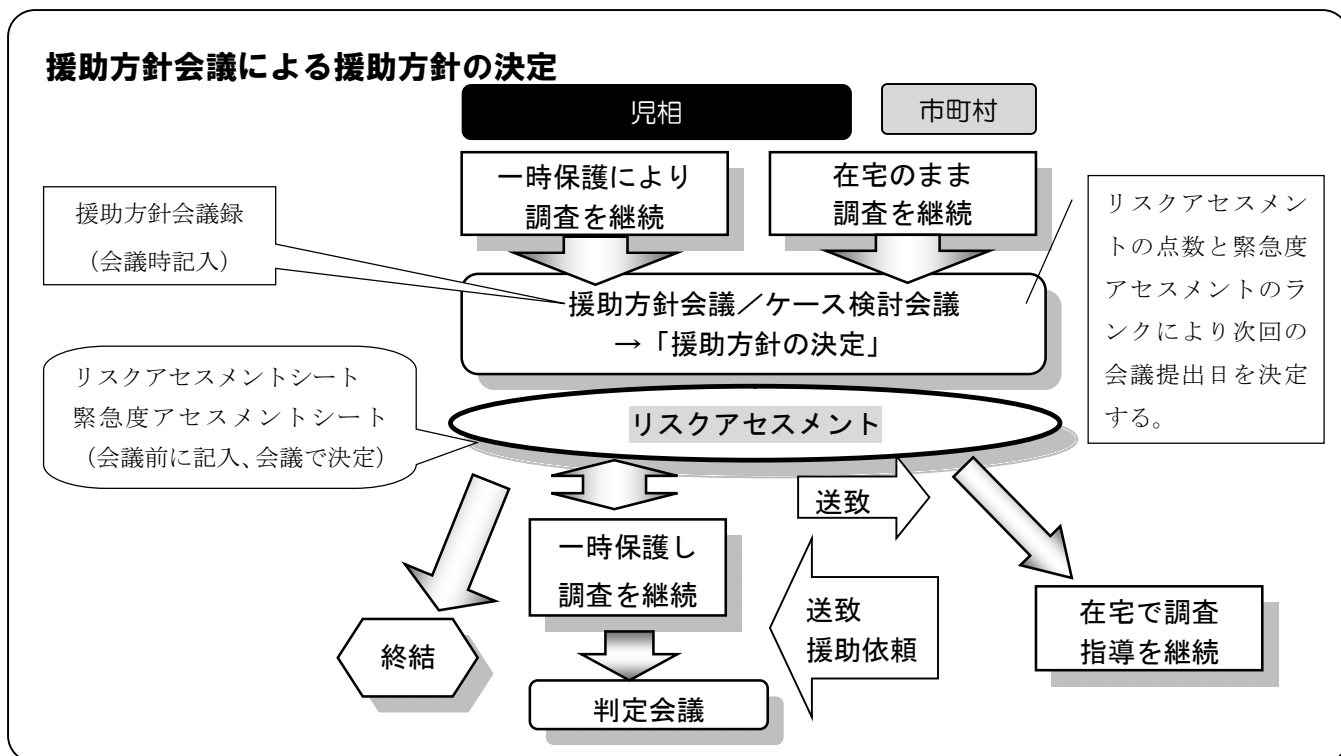 援助方針会議による援助方針の決定
児相
市町村
一時保護により
調査を継続
在宅のまま
調査を継続
援助方針会議録
（会議時記入）
リスクアセスメン
トの点数と緊急度
アセスメントのラ
ンクにより次回の
会議提出日を決定
する。
援助方針会議／ケース検討会議
→「援助方針の決定」
リスクアセスメントシート
緊急度アセスメントシート
（会議前に記入、会議で決定）
リスクアセスメント
送致
一時保護し
調査を継続
送致
援助依頼
在宅で調査
指導を継続
終結
判定会議